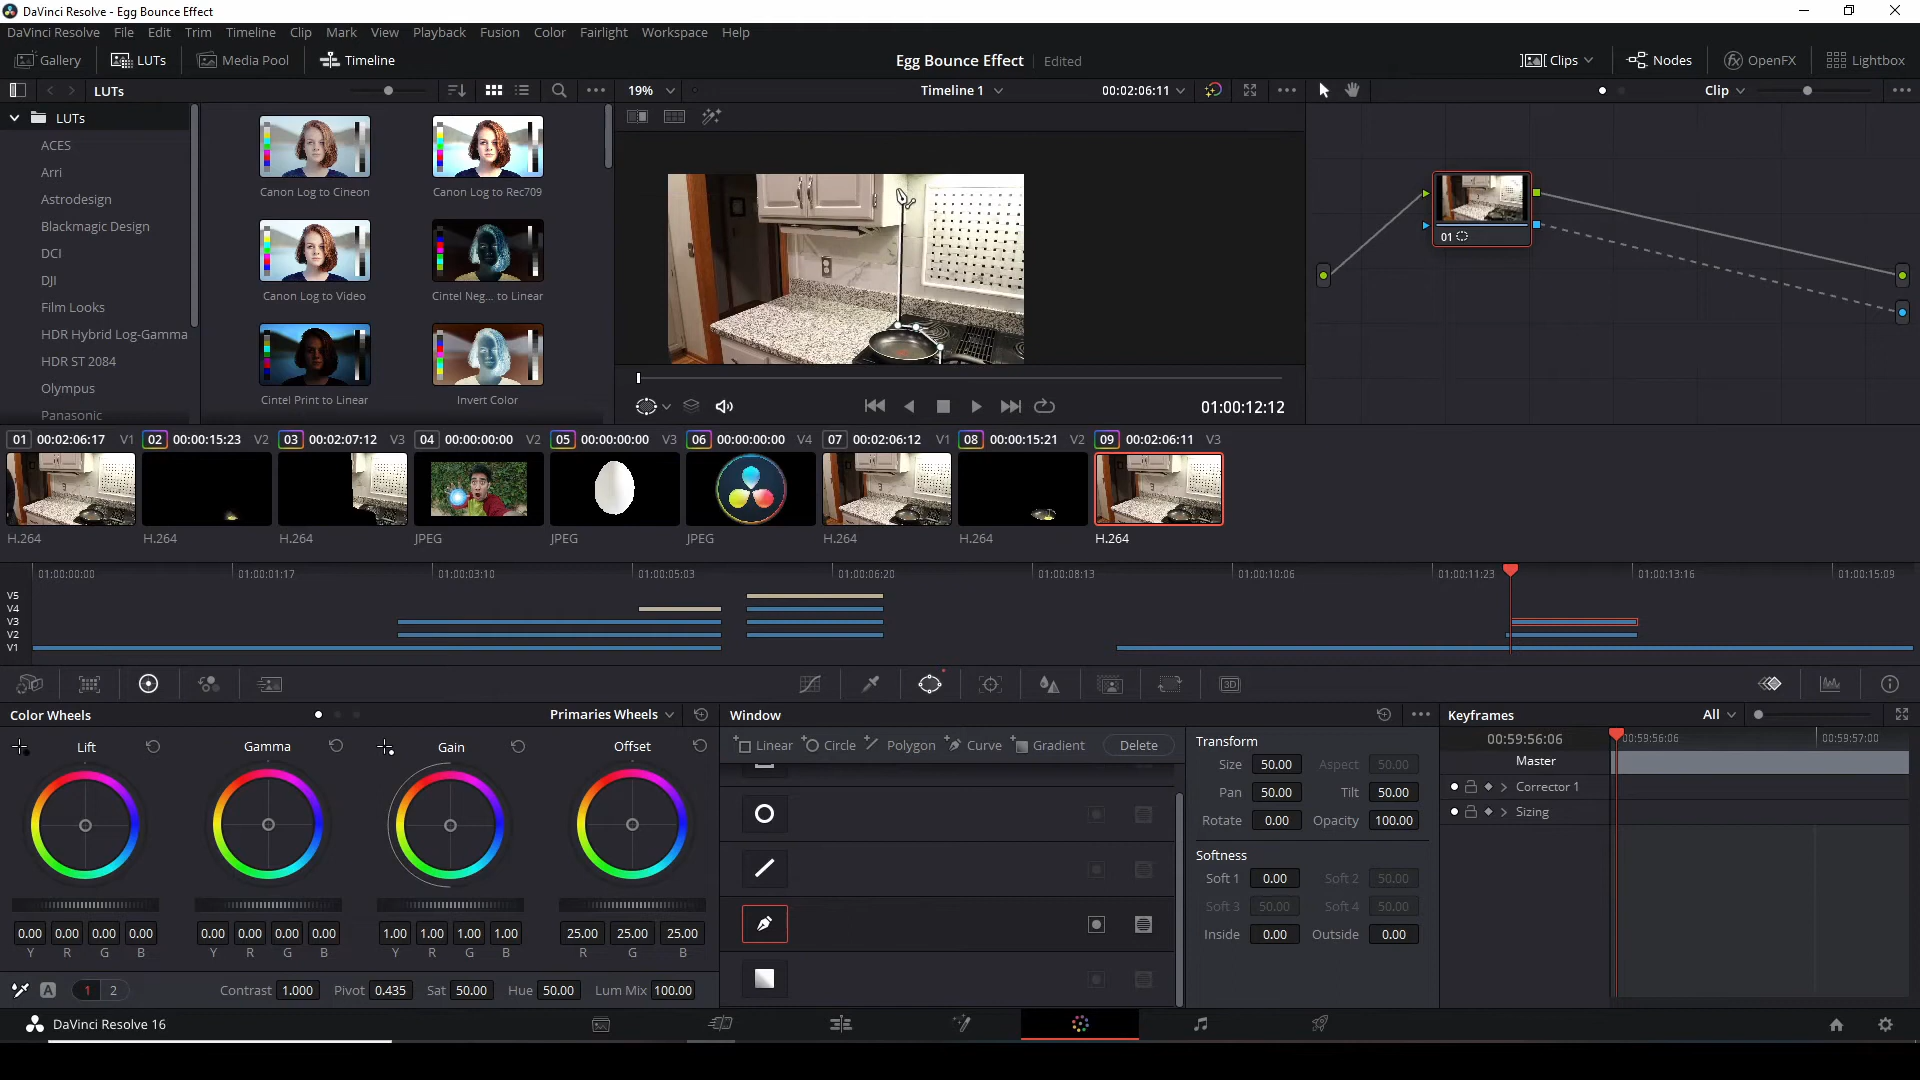 DaVinci Resolve - Egg Bounce Effect
DaVinci Resolve File Edit Trim Timeline Clip Mark View Playback Fusion Color Fairlight Workspace Help
Gallery LUTs Media Pool Timeline Egg Bounce Effect Edited Clips Nodes OpenFX Lightbox
LUTs 19% Timeline 1 00:02:06:11 Clip
LUTs
ACES
Arri
Astrodesign
Blackmagic Design
DCI
DJI
Film Looks
HDR Hybrid Log-Gamma
HDR ST 2084
Olympus
Panasonic
Canon Log to Cineon Canon Log to Rec709
Canon Log to Video Cintel Neg... to Linear
Cintel Print to Linear Invert Color
01
01:00:12:12
01 00:02:06:17 V1 02 00:00:15:23 V2 03 00:02:07:12 V3 04 00:00:00:00 V2 05 00:00:00:00 V3 06 00:00:00:00 V4 07 00:02:06:12 V1 08 00:00:15:21 V2 09 00:02:06:11 V3
H.264 H.264 H.264 JPEG JPEG JPEG H.264 H.264 H.264
01:00:00:00 01:00:01:17 01:00:03:10 01:00:05:03 01:00:06:20 01:00:08:13 01:00:10:06 01:00:11:23 01:00:13:16 01:00:15:09
V5
V4
V3
V2
V1
3D
Color Wheels Primaries Wheels Window Keyframes All
Lift Gamma Gain Offset
0.00 0.00 0.00 0.00 0.00 0.00 0.00 0.00 1.00 1.00 1.00 1.00 25.00 25.00 25.00
Y R G B Y R G B Y R G B R G B
A 1 2 Contrast 1.000 Pivot 0.435 Sat 50.00 Hue 50.00 Lum Mix 100.00
Linear Circle Polygon Curve Gradient Delete
Transform
Size 50.00 Aspect 50.00
Pan 50.00 Tilt 50.00
Rotate 0.00 Opacity 100.00
Softness
Soft 1 0.00 Soft 2 50.00
Soft 3 50.00 Soft 4 50.00
Inside 0.00 Outside 0.00
00:59:56:06 00:59:56:06 00:59:57:00
Master
Corrector 1
Sizing
DaVinci Resolve 16